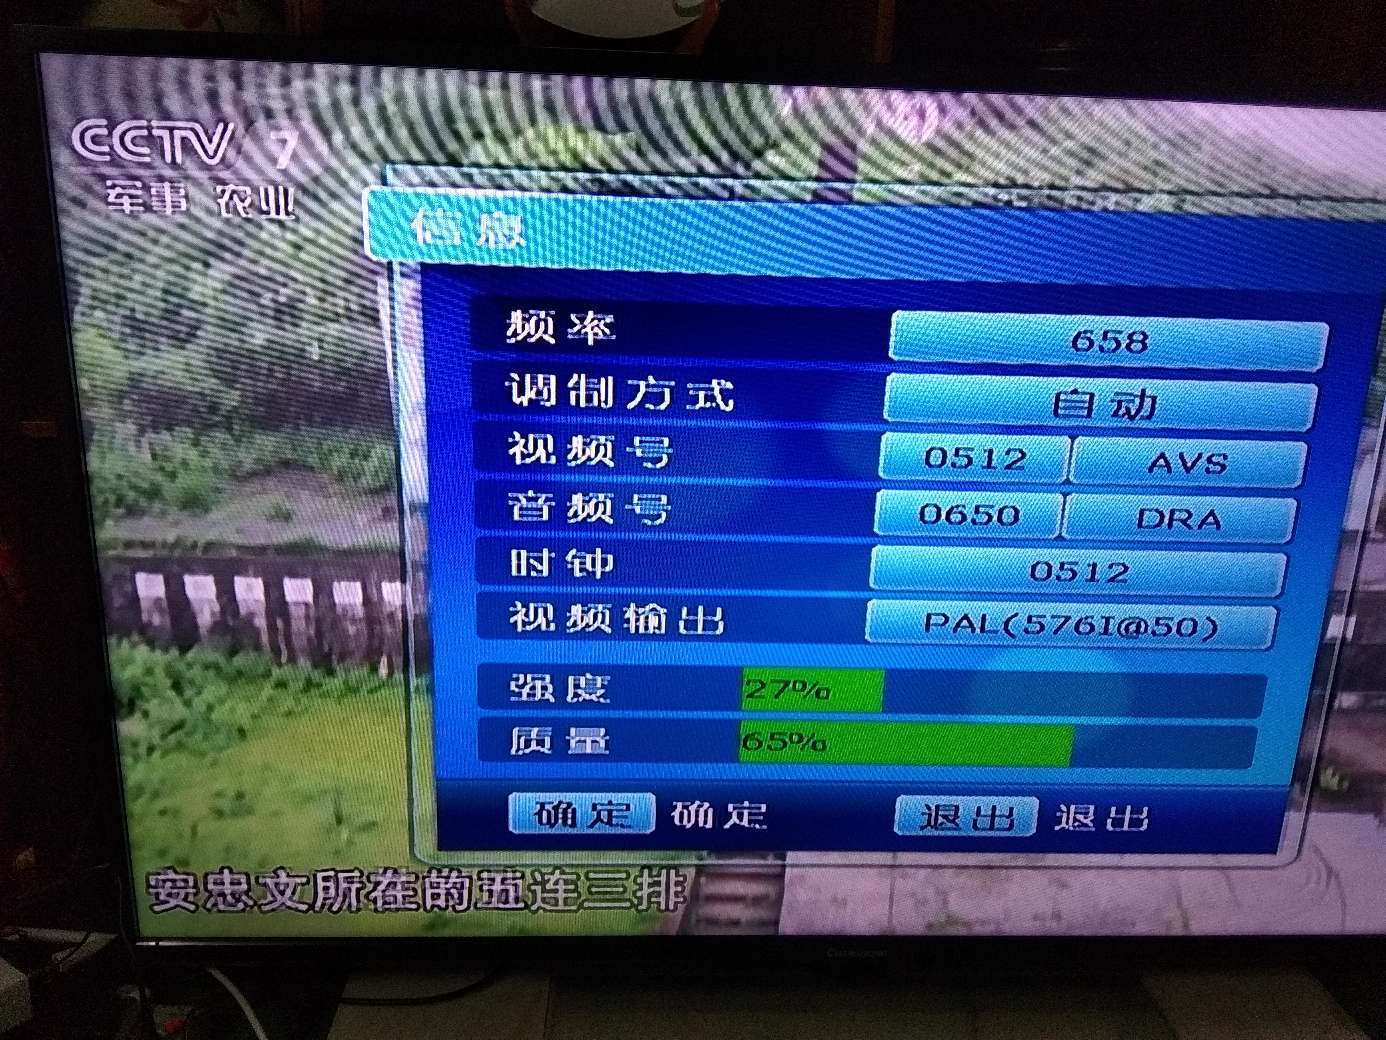 CCTV 7
军事 农业
信息
频率 658
调制方式 自动
视频号 0512 AVS
音频号 0650 DRA
时钟 0512
视频输出 PAL(576I@50)
强度 27%
质量 65%
确定 确定 退出 退出
安忠文所在的五连三排